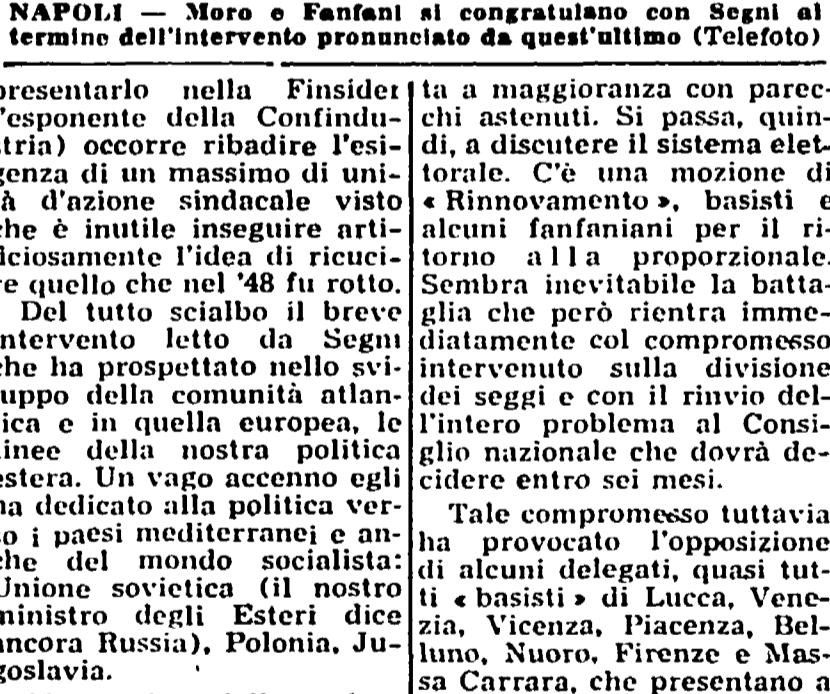 NAPOLI — Moro e Fanfani si congratulano con Segni al
termine dell'intervento pronunciato da quest'ultimo (Telefoto)
presentarlo nella Finsider
l'esponente della Confindu-
stria) occorre ribadire l'esi-
genza di un massimo di uni-
tà d'azione sindacale visto
che è inutile inseguire arti-
ficiosamente l'idea di ricuci-
re quello che nel '48 fu rotto.
Del tutto scialbo il breve
intervento letto da Segni
che ha prospettato nello svi-
luppo della comunità atlan-
tica e in quella europea, le
linee della nostra politica
estera. Un vago accenno egli
ha dedicato alla politica ver-
so i paesi mediterranei e an-
che del mondo socialista:
Unione sovietica (il nostro
ministro degli Esteri dice
ancora Russia), Polonia, Ju-
goslavia.
ta a maggioranza con parec-
chi astenuti. Si passa, quin-
di, a discutere il sistema elet-
torale. C'è una mozione di
« Rinnovamento », basisti e
alcuni fanfaniani per il ri-
torno alla proporzionale.
Sembra inevitabile la batta-
glia che però rientra imme-
diatamente col compromesso
intervenuto sulla divisione
dei seggi e con il rinvio del-
l'intero problema al Consi-
glio nazionale che dovrà de-
cidere entro sei mesi.
Tale compromesso tuttavia
ha provocato l'opposizione
di alcuni delegati, quasi tut-
ti « basisti » di Lucca, Vene-
zia, Vicenza, Piacenza, Bel-
luno, Nuoro, Firenze e Mas-
sa Carrara, che presentano a